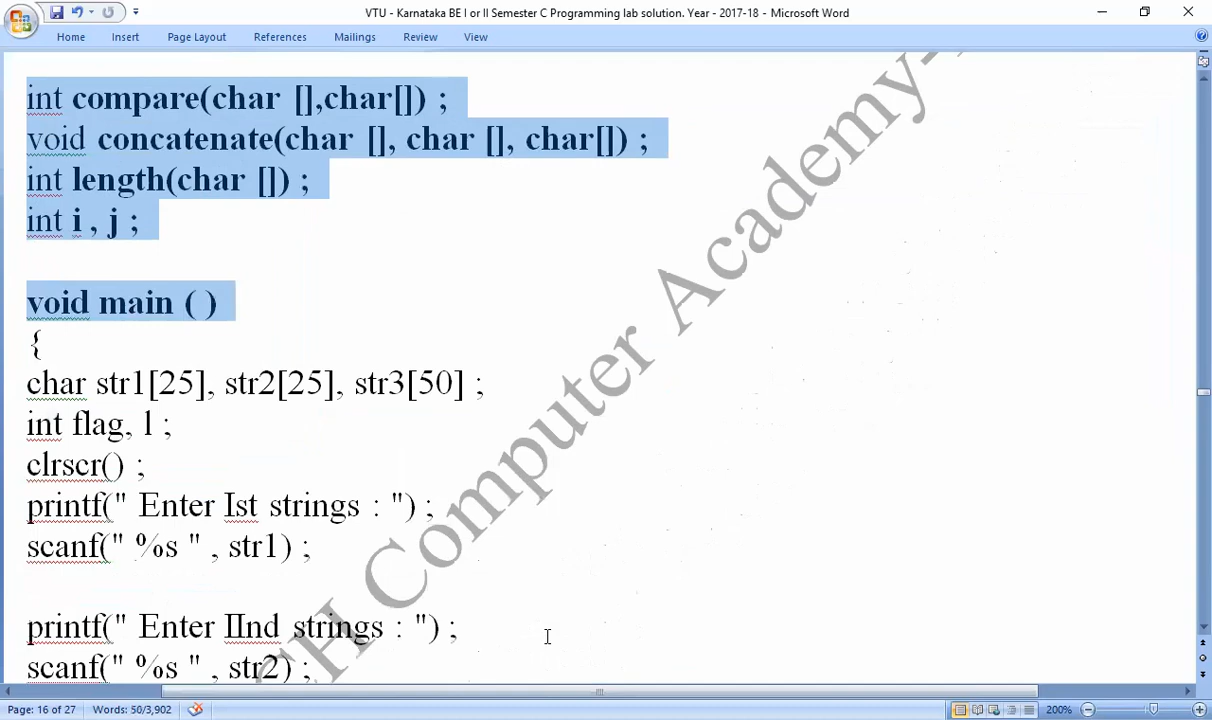 VTU - Karnataka BE I or II Semester C Programming lab solution. Year - 2017-18 - Microsoft Word
Home Insert Page Layout References Mailings Review View
int compare(char [],char[]) ;
void concatenate(char [], char [], char[]) ;
int length(char []) ;
int i , j ;
void main ( )
{
char str1[25], str2[25], str3[50] ;
int flag, l ;
clrscr() ;
printf(" Enter Ist strings : ") ;
scanf(" %s " , str1) ;
printf(" Enter IInd strings : ") ;
scanf(" %s " , str2) ;
CH Computer Academy-
Page: 16 of 27 Words: 50/3,902 200%